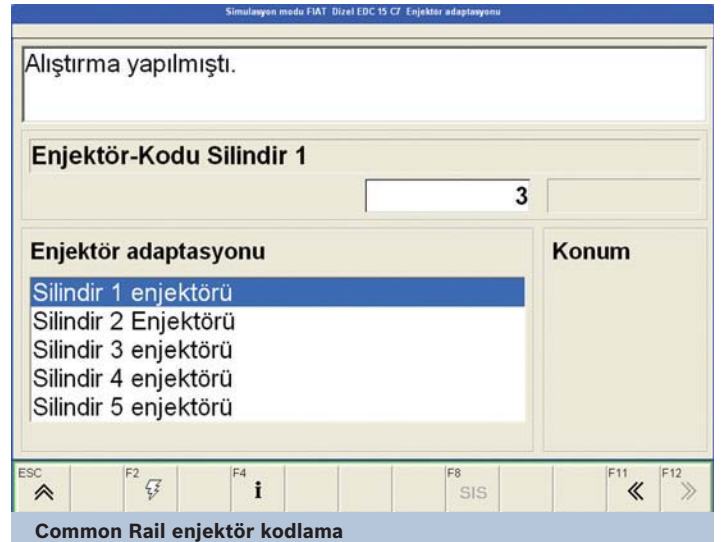 Simulasyon modu FIAT Dizel EDC 15 C7 Enjektör adaptasyonu
Alıştırma yapılmıştı.
Enjektör-Kodu Silindir 1
3
Enjektör adaptasyonu
Konum
Silindir 1 enjektörü
Silindir 2 Enjektörü
Silindir 3 enjektörü
Silindir 4 enjektörü
Silindir 5 enjektörü
ESC F2 F4 i F8 SIS F11 F12
Common Rail enjektör kodlama